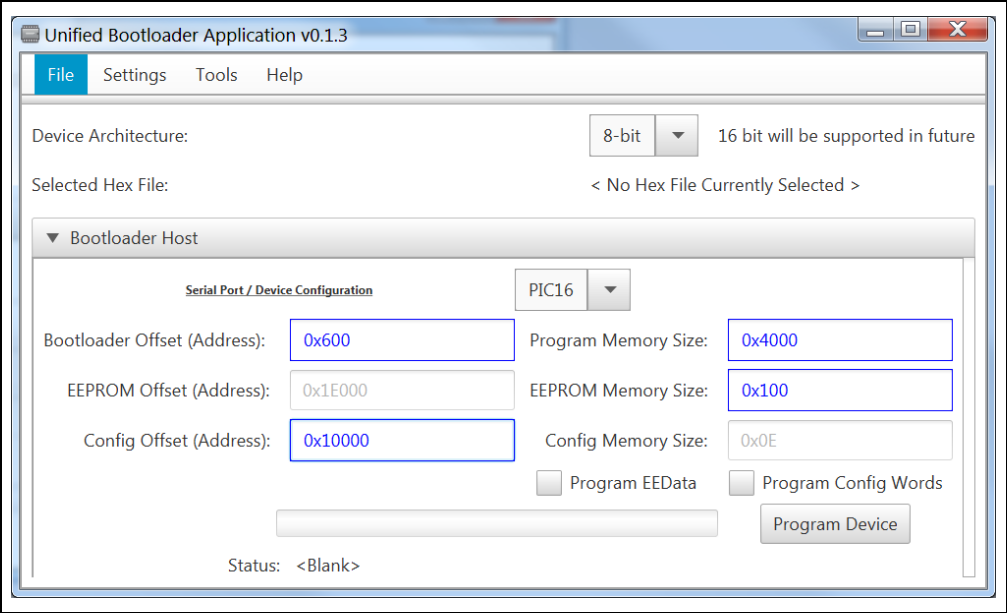 Unified Bootloader Application v0.1.3
File Settings Tools Help
Device Architecture: 8-bit 16 bit will be supported in future
Selected Hex File: < No Hex File Currently Selected >
Bootloader Host
Serial Port / Device Configuration PIC16
Bootloader Offset (Address): 0x600 Program Memory Size: 0x4000
EEPROM Offset (Address): 0x1E000 EEPROM Memory Size: 0x100
Config Offset (Address): 0x10000 Config Memory Size: 0x0E
Program EEData Program Config Words
Program Device
Status: <Blank>